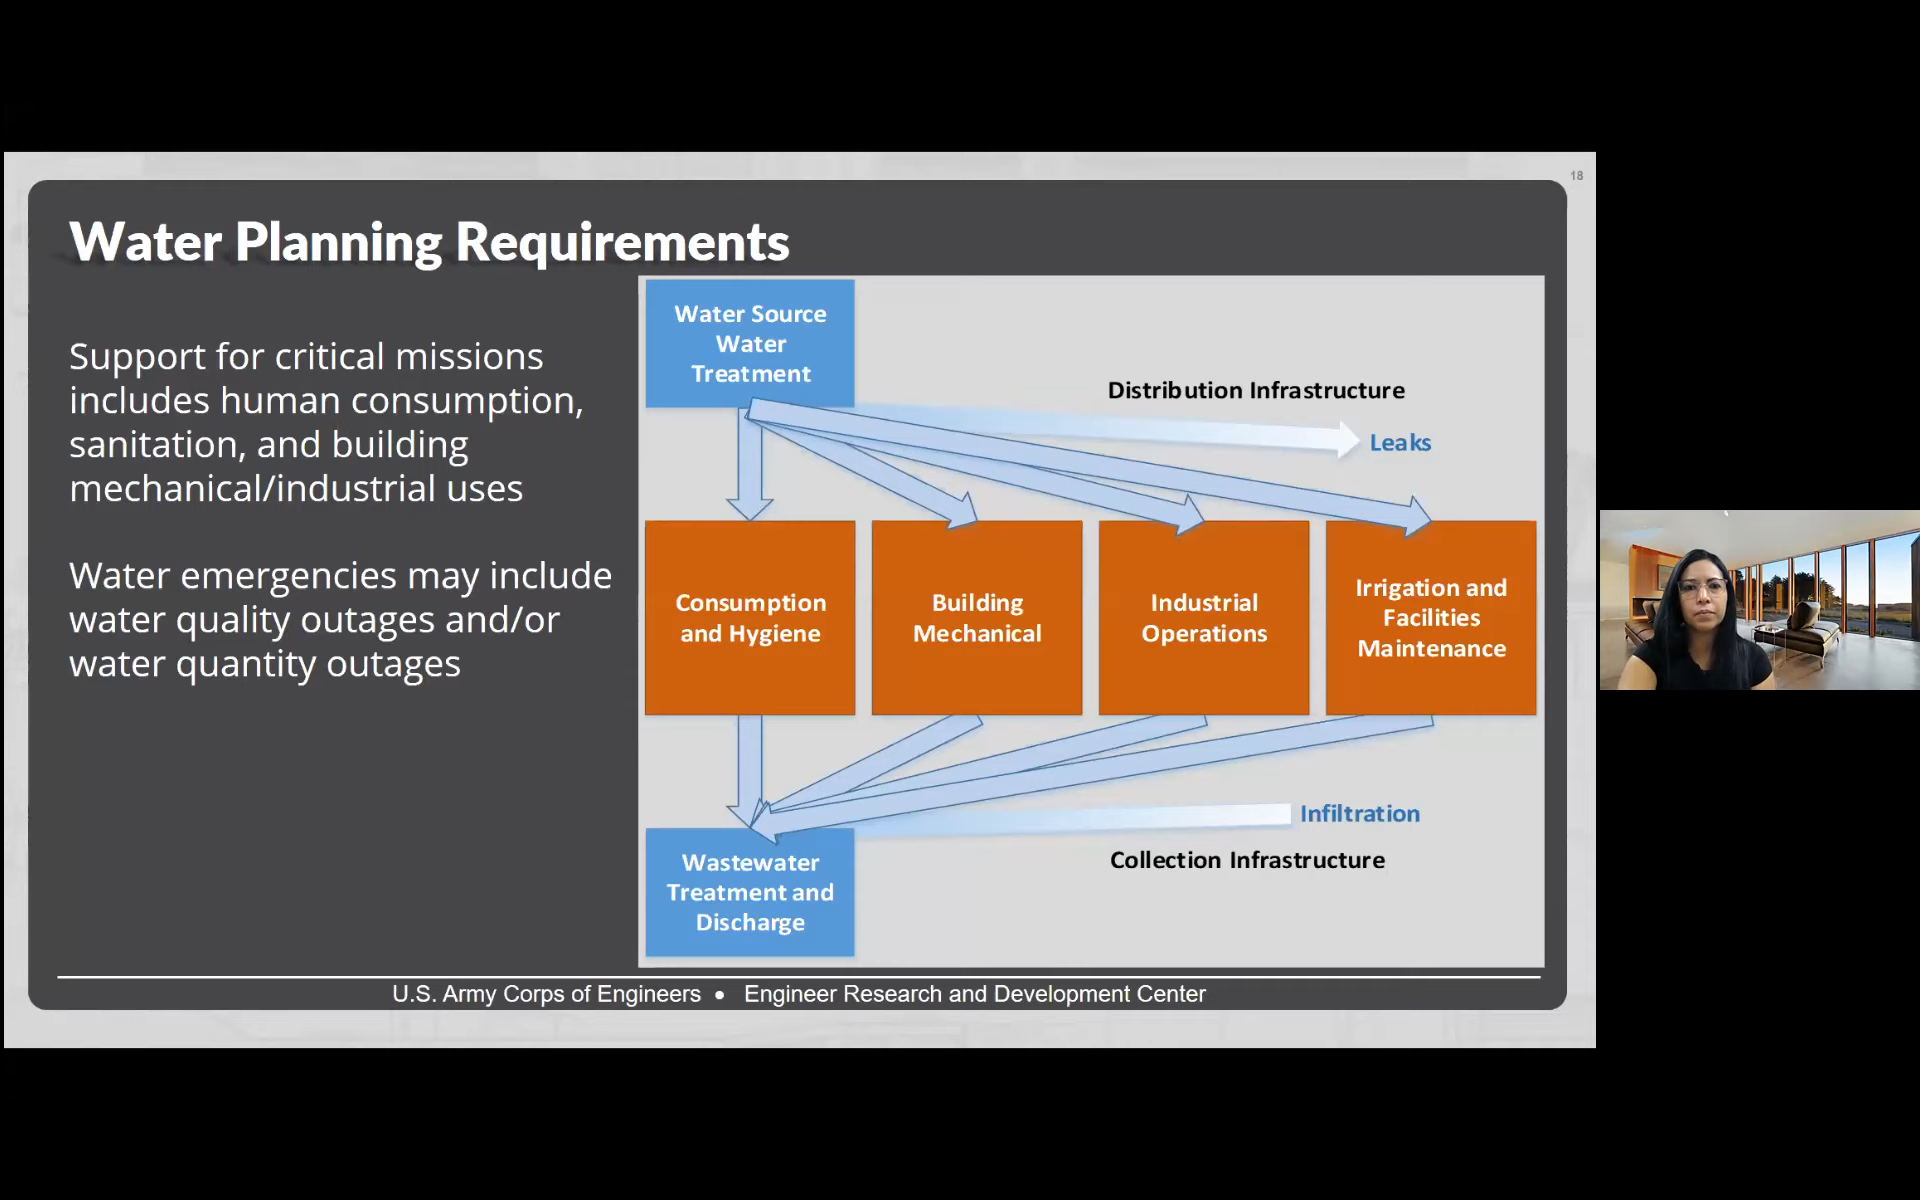 18
Water Planning Requirements
Support for critical missions
includes human consumption,
sanitation, and building
mechanical/industrial uses
Water emergencies may include
water quality outages and/or
water quantity outages
Water Source
Water
Treatment
Distribution Infrastructure
Leaks
Consumption
and Hygiene
Building
Mechanical
Industrial
Operations
Irrigation and
Facilities
Maintenance
Infiltration
Collection Infrastructure
Wastewater
Treatment and
Discharge
U.S. Army Corps of Engineers • Engineer Research and Development Center